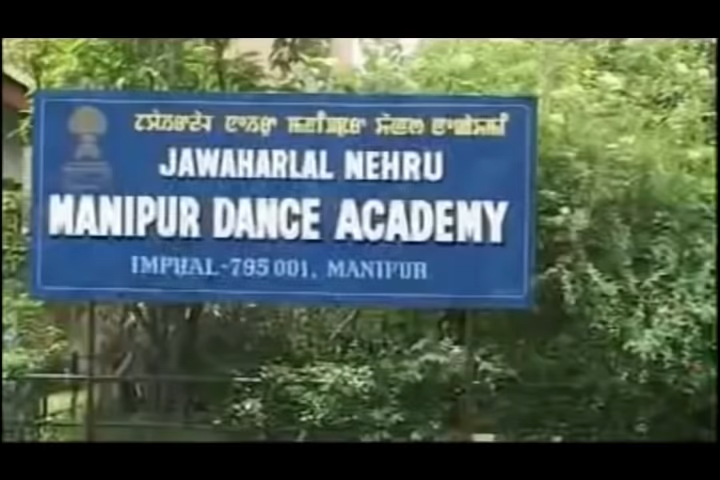 JAWAHARLAL NEHRU
MANIPUR DANCE ACADEMY
IMPHAL-795 001, MANIPUR